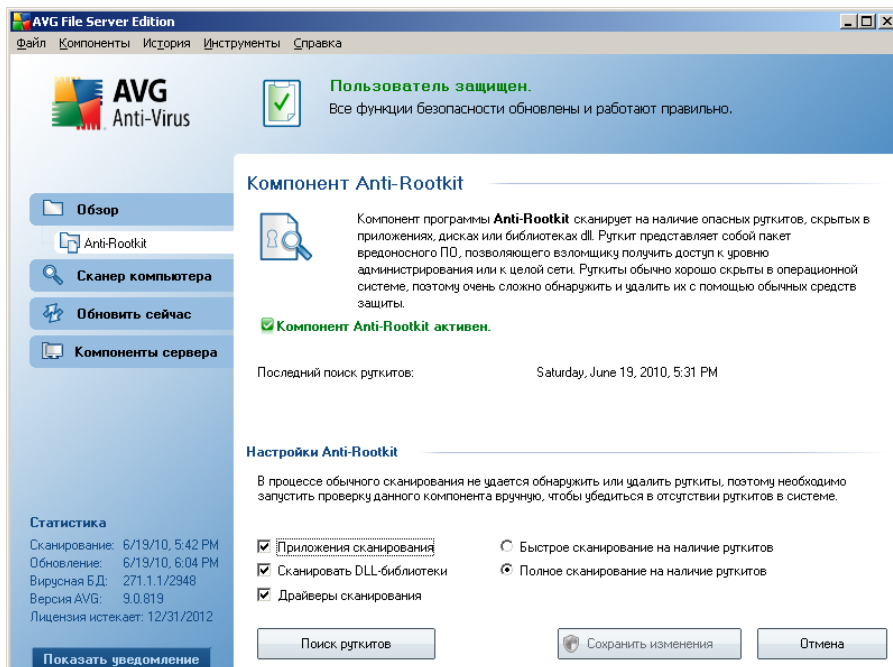 AVG File Server Edition
Файл Компоненты История Инструменты Справка
AVG
Anti-Virus
Пользователь защищен.
Все функции безопасности обновлены и работают правильно.
Обзор
Anti-Rootkit
Сканер компьютера
Обновить сейчас
Компоненты сервера
Компонент Anti-Rootkit
Компонент программы Anti-Rootkit сканирует на наличие опасных руткитов, скрытых в
приложениях, дисках или библиотеках dll. Руткит представляет собой пакет
вредоносного ПО, позволяющего взломщику получить доступ к уровню
администрирования или к целой сети. Руткиты обычно хорошо скрыты в операционной
системе, поэтому очень сложно обнаружить и удалить их с помощью обычных средств
защиты.
Компонент Anti-Rootkit активен.
Последний поиск руткитов: Saturday, June 19, 2010, 5:31 PM
Настройки Anti-Rootkit
В процессе обычного сканирования не удается обнаружить или удалить руткиты, поэтому необходимо
запустить проверку данного компонента вручную, чтобы убедиться в отсутствии руткитов в системе.
Приложения сканирования Быстрое сканирование на наличие руткитов
Сканировать DLL-библиотеки Полное сканирование на наличие руткитов
Драйверы сканирования
Поиск руткитов Сохранить изменения Отмена
Статистика
Сканирование: 6/19/10, 5:42 PM
Обновление: 6/19/10, 6:04 PM
Вирусная БД: 271.1.1/2948
Версия AVG: 9.0.819
Лицензия истекает: 12/31/2012
Показать уведомление